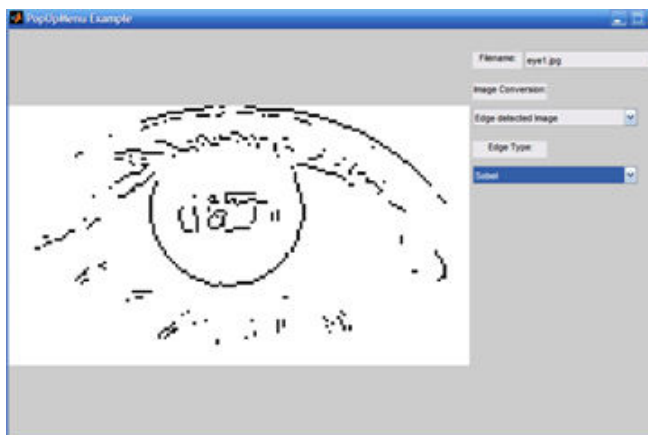 PopUpMenu Example
Filename: eye1.jpg
Image Conversion:
Edge detected Image
Edge Type:
Sobel